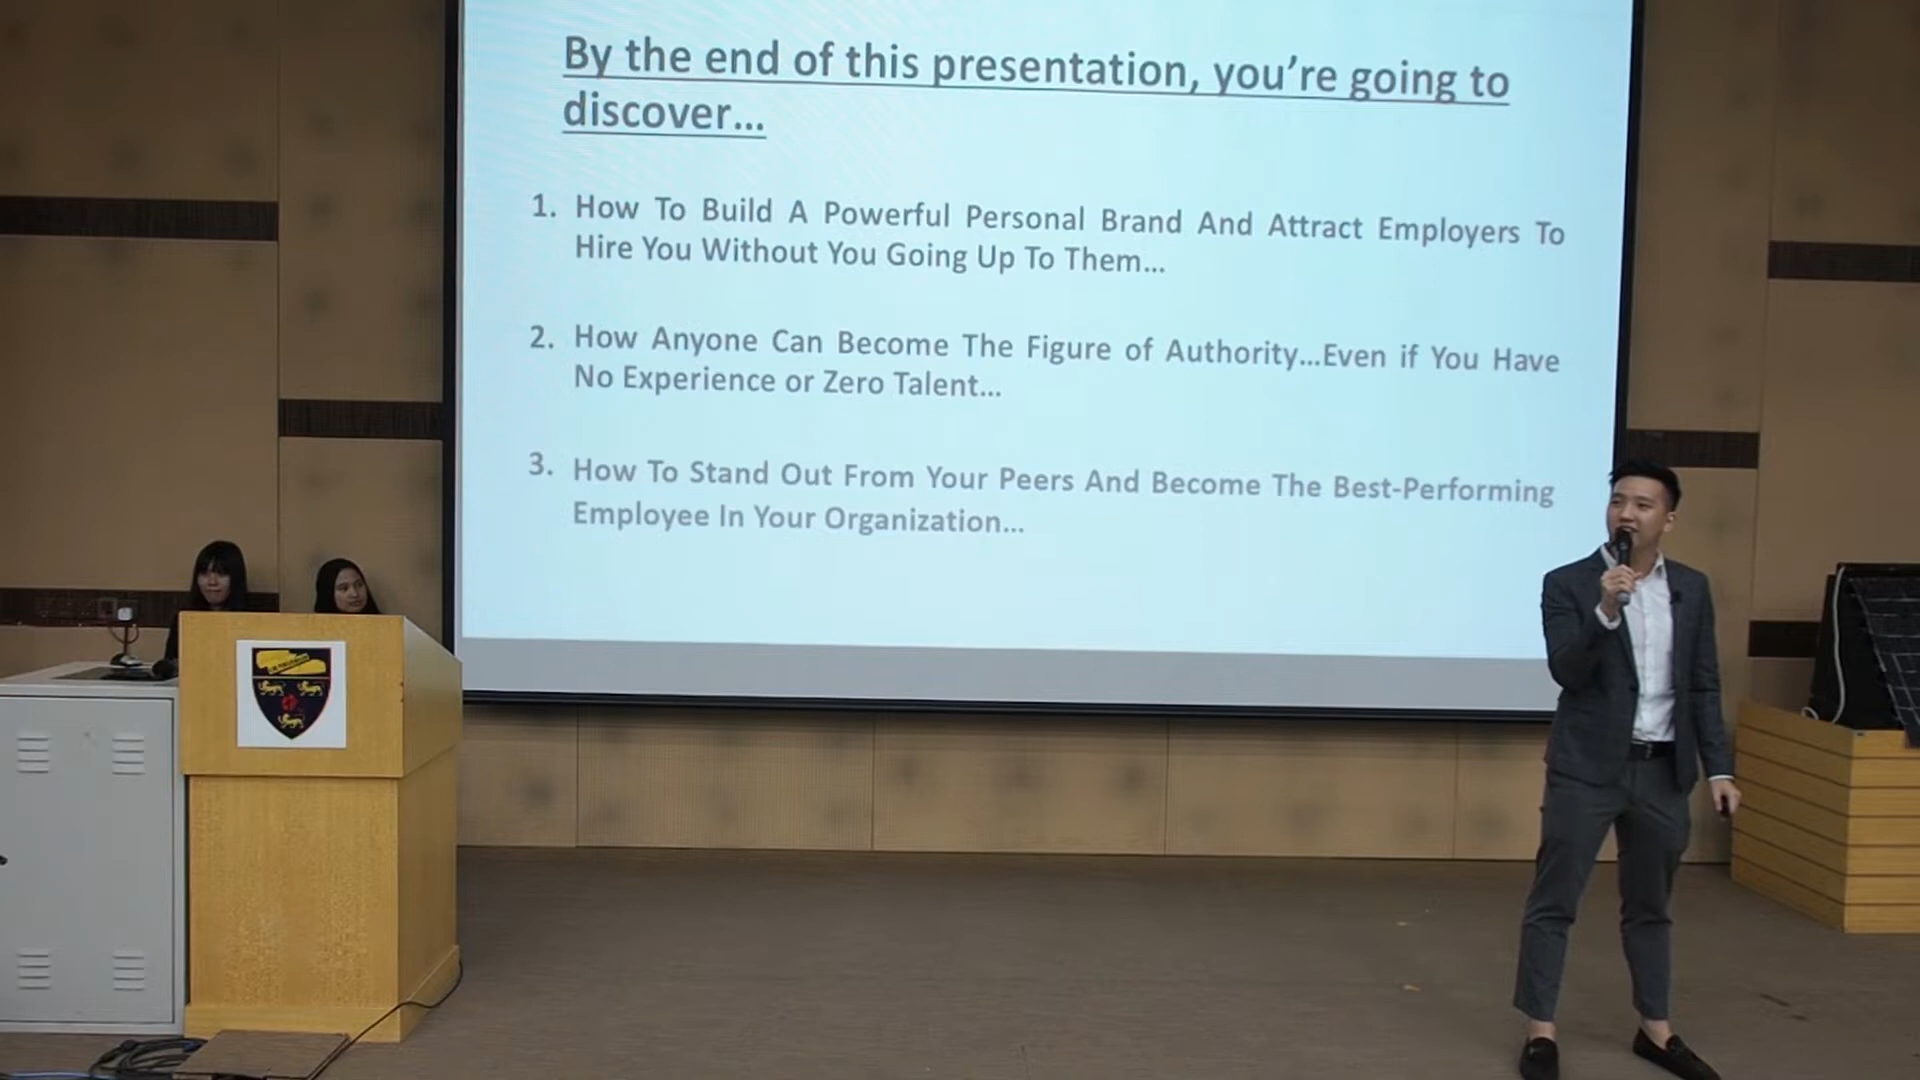 By the end of this presentation, you're going to
discover...
1. How To Build A Powerful Personal Brand And Attract Employers To
Hire You Without You Going Up To Them...
2. How Anyone Can Become The Figure of Authority...Even if You Have
No Experience or Zero Talent...
3. How To Stand Out From Your Peers And Become The Best-Performing
Employee In Your Organization...